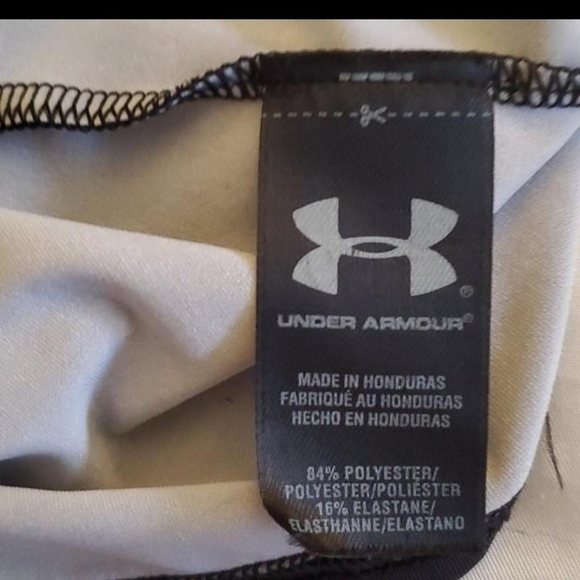 UNDER ARMOUR®
MADE IN HONDURAS
FABRIQUÉ AU HONDURAS
HECHO EN HONDURAS
84% POLYESTER/
POLYESTER/POLIÉSTER
16% ELASTANE/
ELASTHANNE/ELASTANO